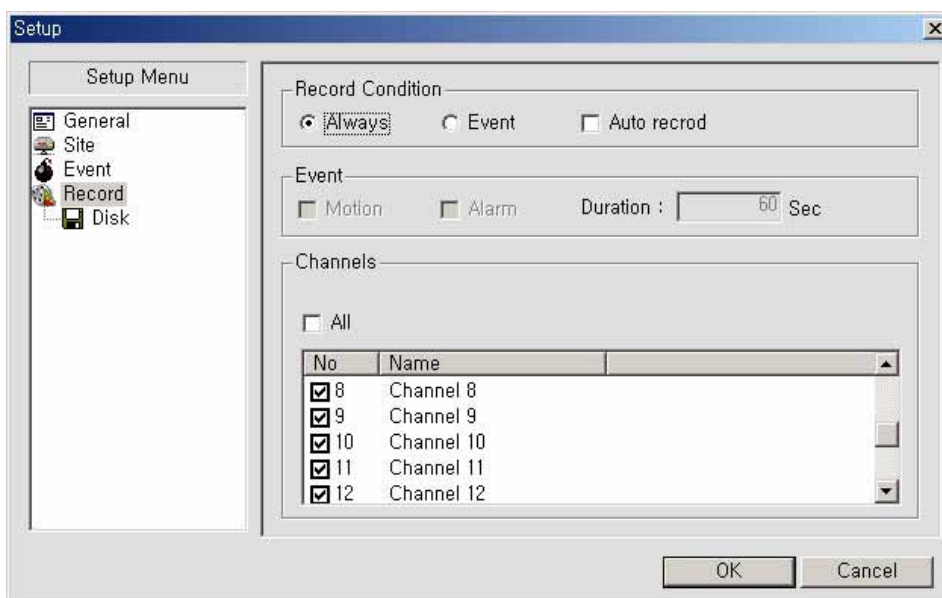 Setup
Setup Menu
General
Site
Event
Record
Disk
Record Condition
Always Event Auto recrod
Event
Motion Alarm Duration : 60 Sec
Channels
All
No Name
8 Channel 8
9 Channel 9
10 Channel 10
11 Channel 11
12 Channel 12
OK Cancel